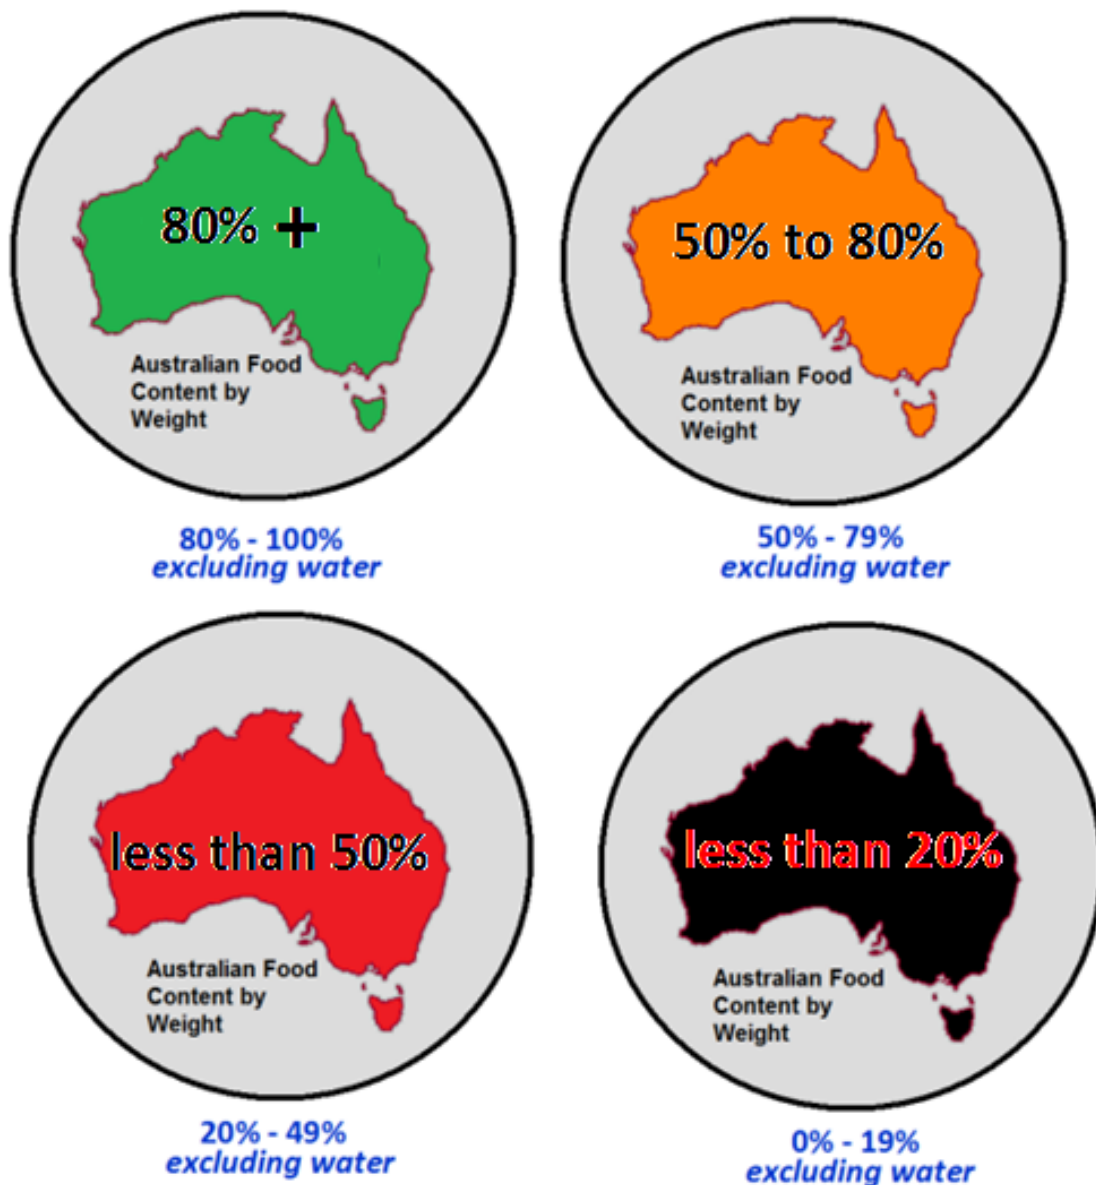 80% +
Australian Food
Content by
Weight
80% - 100%
excluding water
50% to 80%
Australian Food
Content by
Weight
50% - 79%
excluding water
less than 50%
Australian Food
Content by
Weight
20% - 49%
excluding water
less than 20%
Australian Food
Content by
Weight
0% - 19%
excluding water